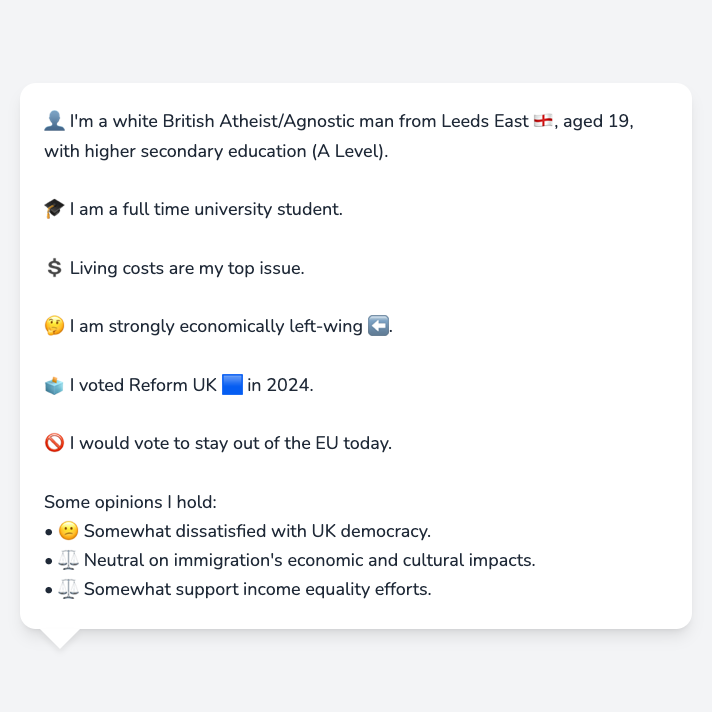 👤 I'm a white British Atheist/Agnostic man from Leeds East 🏴󠁧󠁢󠁥󠁮󠁧󠁿, aged 19,
with higher secondary education (A Level).
🎓 I am a full time university student.
💲 Living costs are my top issue.
🤔 I am strongly economically left-wing ⬅️.
🗳️ I voted Reform UK 🟦 in 2024.
🚫 I would vote to stay out of the EU today.
Some opinions I hold:
• 🙁 Somewhat dissatisfied with UK democracy.
• ⚖️ Neutral on immigration's economic and cultural impacts.
• ⚖️ Somewhat support income equality efforts.